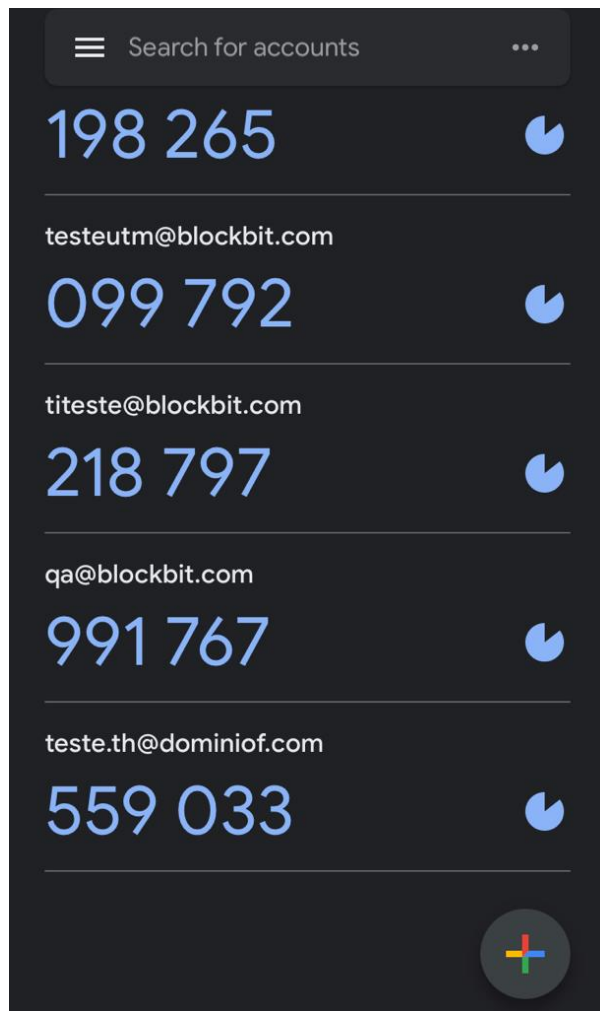 Search for accounts
198 265
testeutm@blockbit.com
099 792
titeste@blockbit.com
218 797
qa@blockbit.com
991 767
teste.th@dominiof.com
559 033